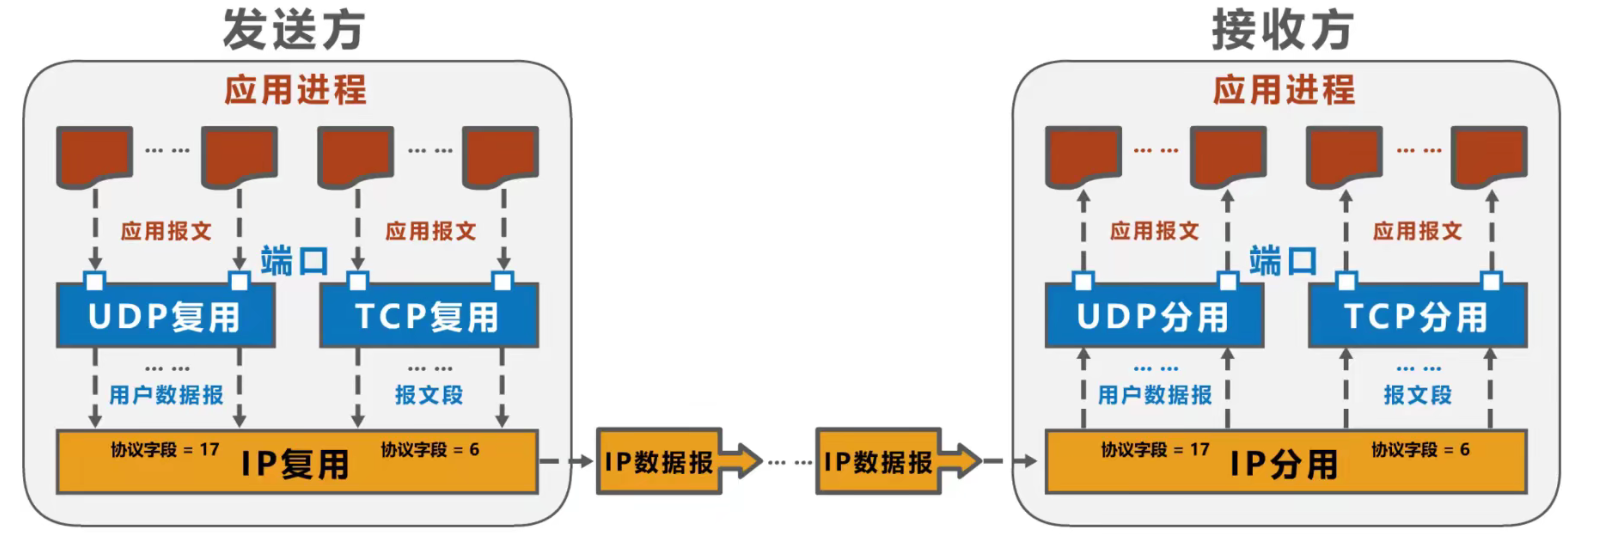 发送方
应用进程
... ...
... ...
应用报文
应用报文
端口
UDP复用
TCP复用
... ...
... ...
用户数据报
报文段
协议字段 = 17
IP复用
协议字段 = 6
IP数据报
... ...
IP数据报
接收方
应用进程
... ...
... ...
应用报文
应用报文
端口
UDP分用
TCP分用
... ...
... ...
用户数据报
报文段
协议字段 = 17
IP分用
协议字段 = 6